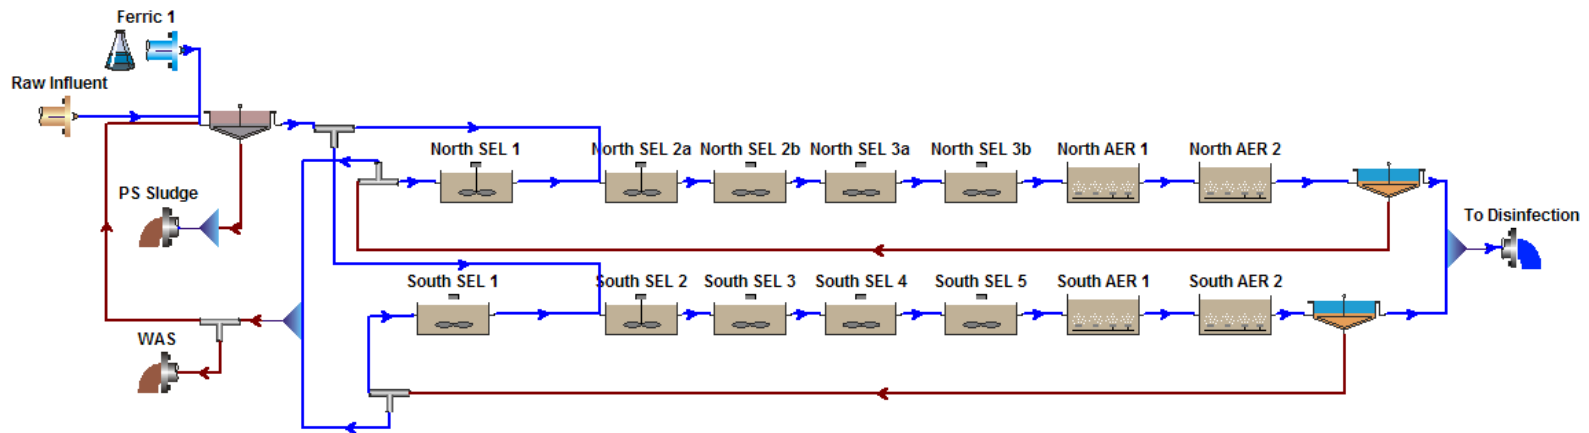 Ferric 1
Raw Influent
North SEL 1
North SEL 2a
North SEL 2b
North SEL 3a
North SEL 3b
North AER 1
North AER 2
PS Sludge
To Disinfection
South SEL 1
South SEL 2
South SEL 3
South SEL 4
South SEL 5
South AER 1
South AER 2
WAS